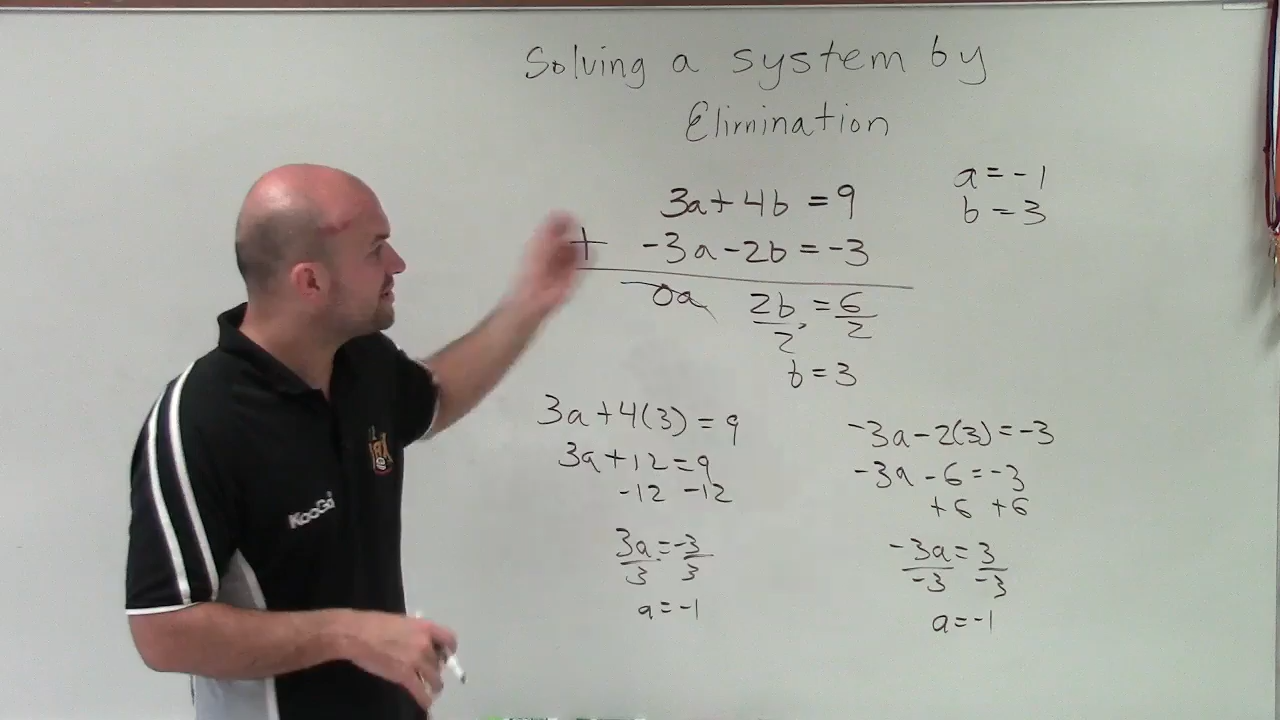 Solving a system by
Elimination
3a + 4b = 9
+ -3a - 2b = -3
0a 2b = 6
2 2
b = 3
a = -1
b = 3
3a + 4(3) = 9
3a + 12 = 9
-12 -12
3a = -3
3 3
a = -1
-3a - 2(3) = -3
-3a - 6 = -3
+6 +6
-3a = 3
-3 -3
a = -1
KooGa